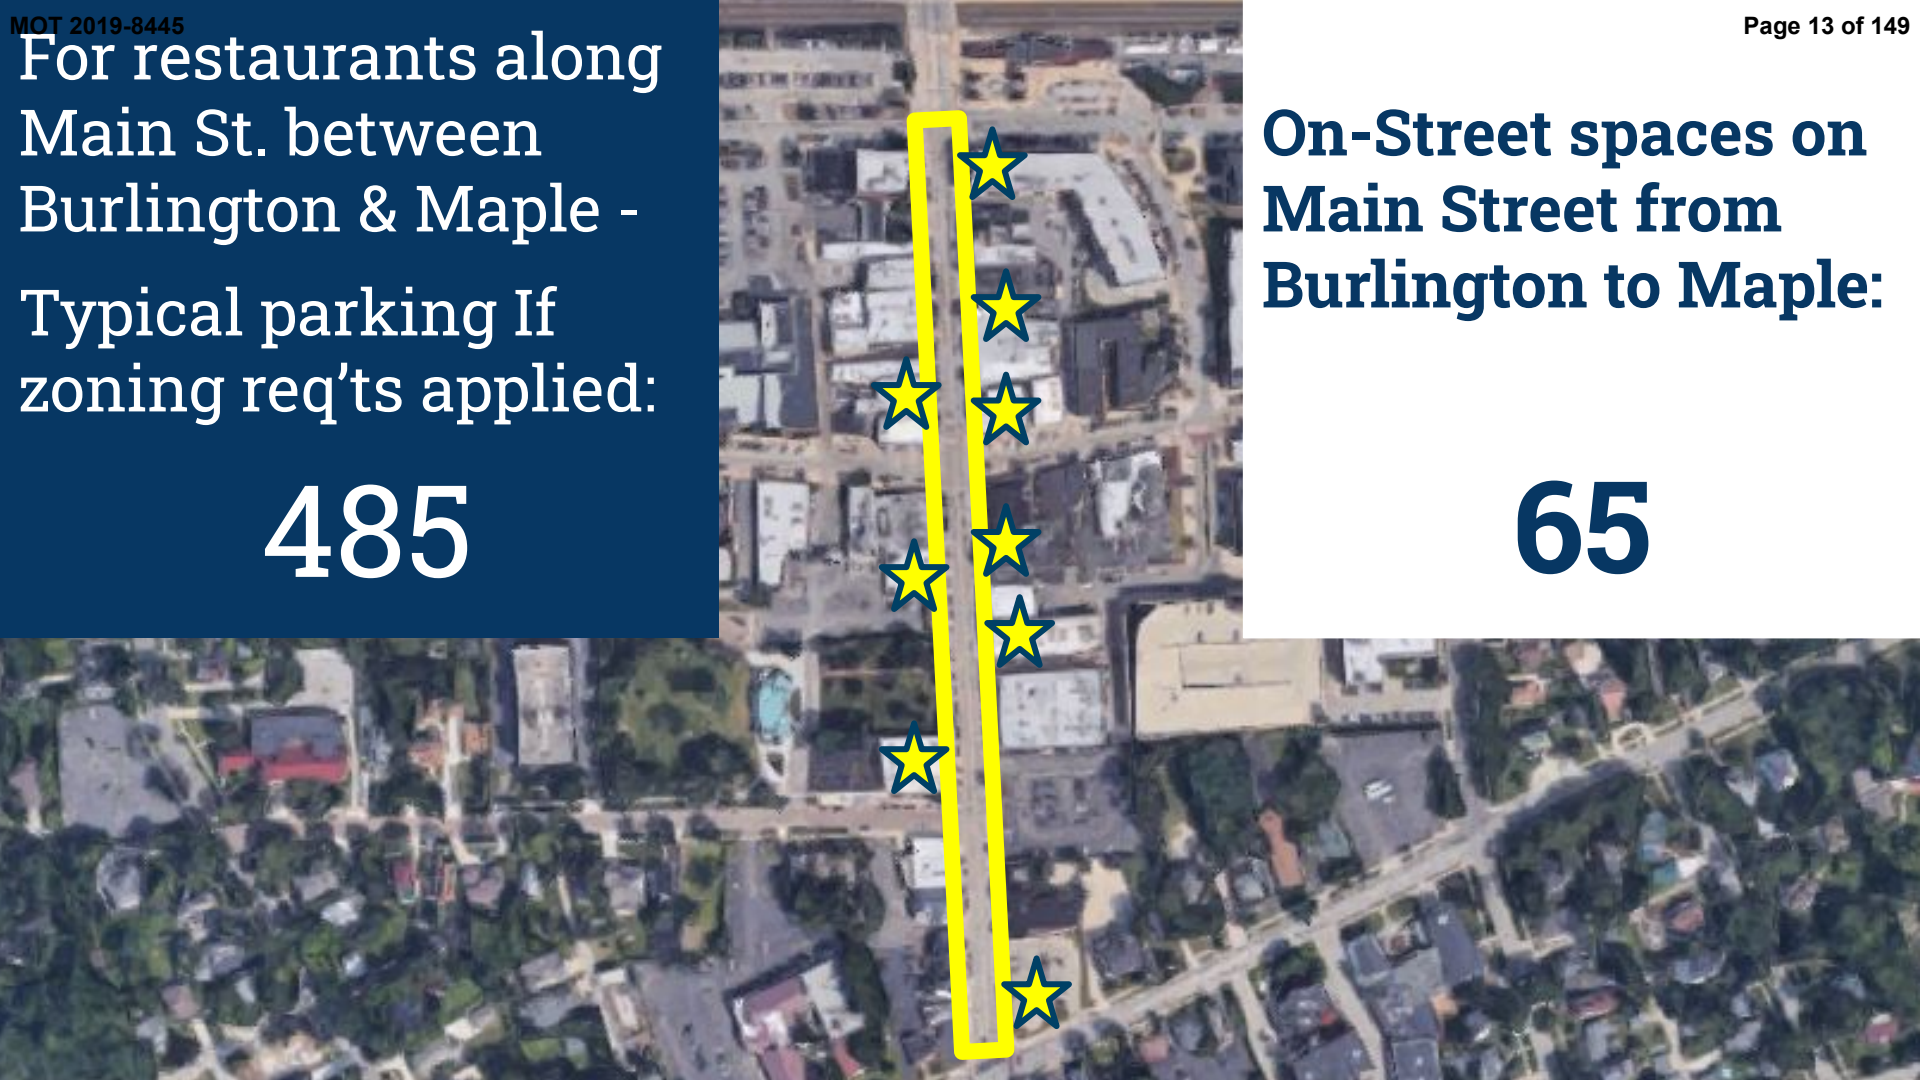 MOT 2019-8445
Page 13 of 149
For restaurants along
Main St. between
Burlington & Maple -
Typical parking If
zoning req’ts applied:
485
On-Street spaces on
Main Street from
Burlington to Maple:
65